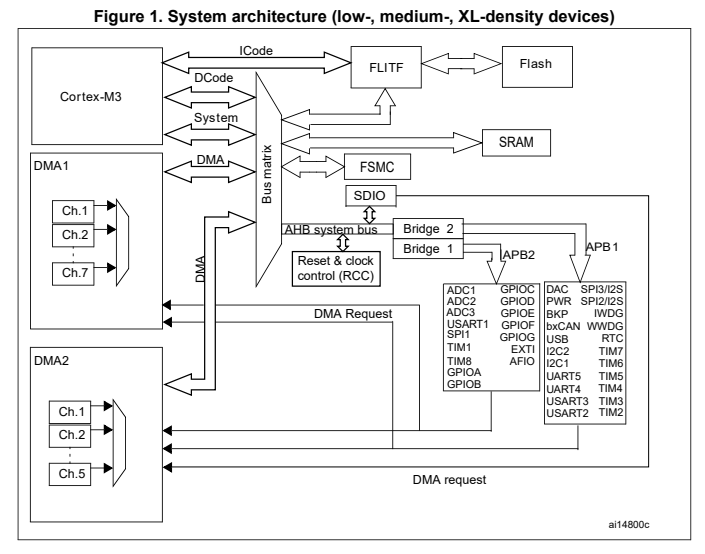 Figure 1. System architecture (low-, medium-, XL-density devices)
ICode
FLITF
Flash
Cortex-M3
DCode
System
Bus matrix
SRAM
DMA1
DMA
FSMC
SDIO
Ch.1
Ch.2
Ch.7
AHB system bus
Bridge 2
Bridge 1
APB2
APB1
Reset & clock
control (RCC)
DMA
DMA Request
ADC1 GPIOC
ADC2 GPIOD
ADC3 GPIOE
USART1 GPIOF
SPI1 GPIOG
TIM1 EXTI
TIM8 AFIO
GPIOA
GPIOB
DAC SPI3/I2S
PWR SPI2/I2S
BKP IWDG
bxCAN WWDG
USB RTC
I2C2 TIM7
I2C1 TIM6
UART5 TIM5
UART4 TIM4
USART3 TIM3
USART2 TIM2
DMA2
Ch.1
Ch.2
Ch.5
DMA request
ai14800c